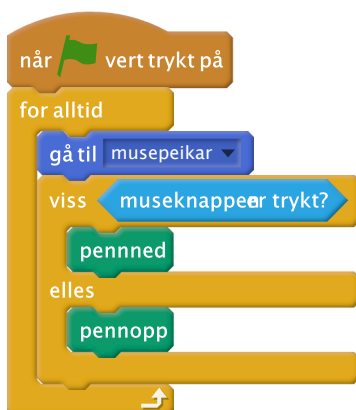 når vert trykt på
for alltid
gå til musepeikar
viss museknappen er trykt?
pennned
elles
pennopp